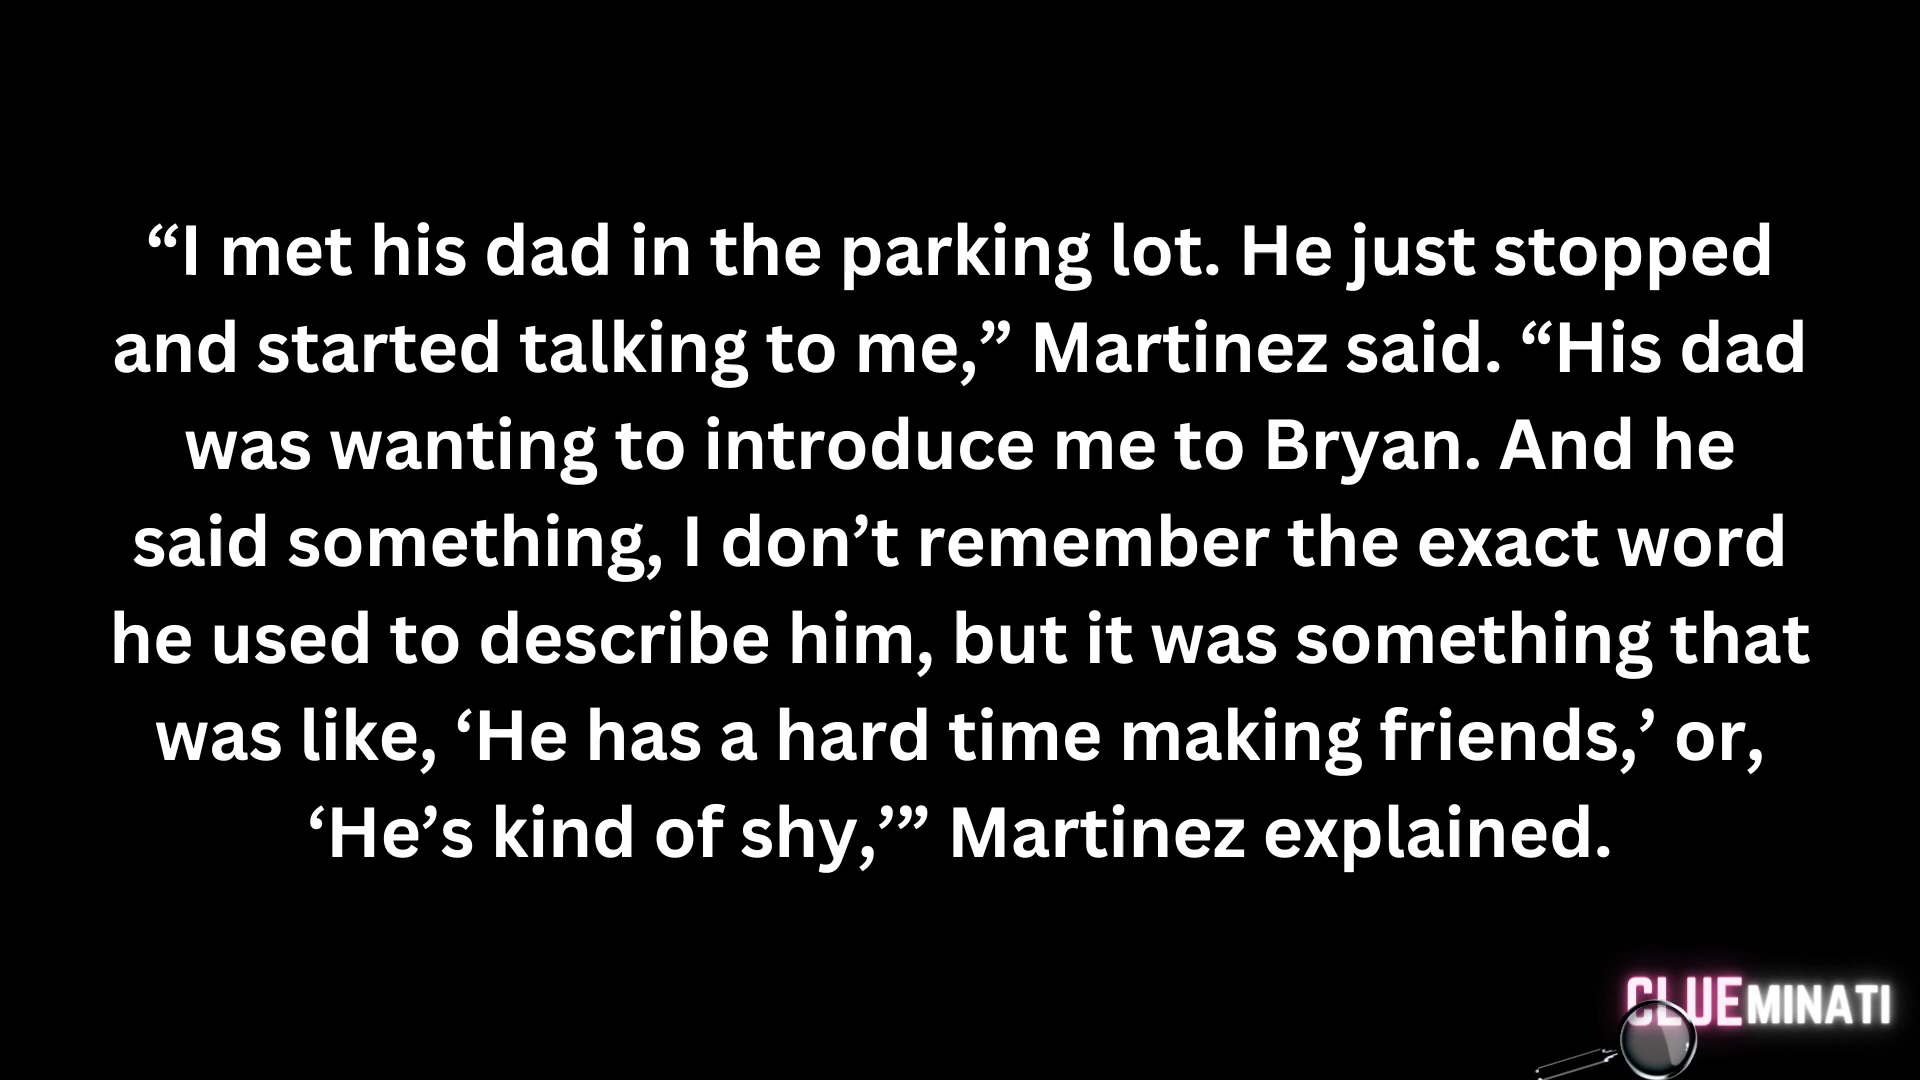 “I met his dad in the parking lot. He just stopped
and started talking to me,” Martinez said. “His dad
was wanting to introduce me to Bryan. And he
said something, I don’t remember the exact word
he used to describe him, but it was something that
was like, ‘He has a hard time making friends,’ or,
‘He’s kind of shy,’” Martinez explained.
CLUEMINATI